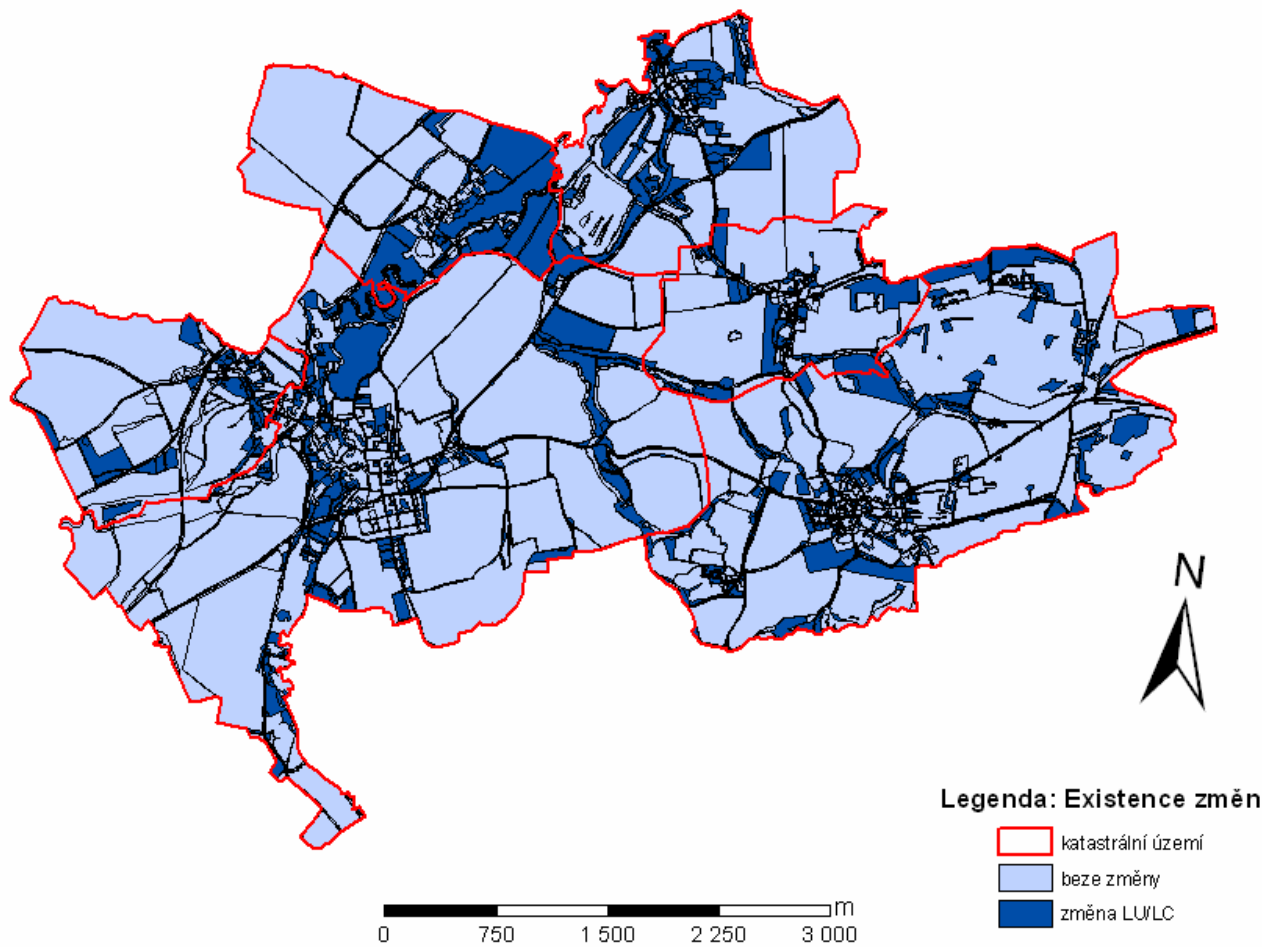 N
Legenda: Existence změn
katastrální území
beze změny
změna LU/LC
m
0 750 1 500 2 250 3 000